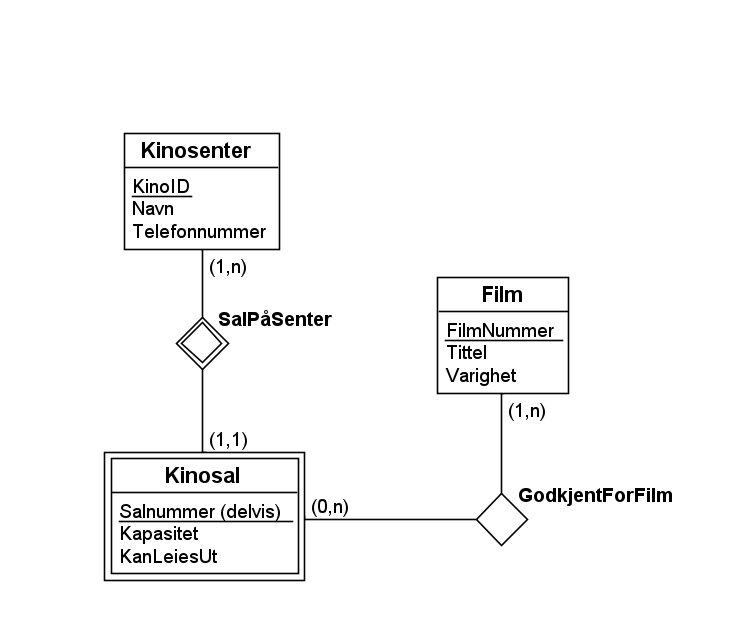 Kinosenter
KinoID
Navn
Telefonnummer
(1,n)
SalPåSenter
(1,1)
Kinosal
Salnummer (delvis)
Kapasitet
KanLeiesUt
(0,n)
Film
FilmNummer
Tittel
Varighet
(1,n)
GodkjentForFilm